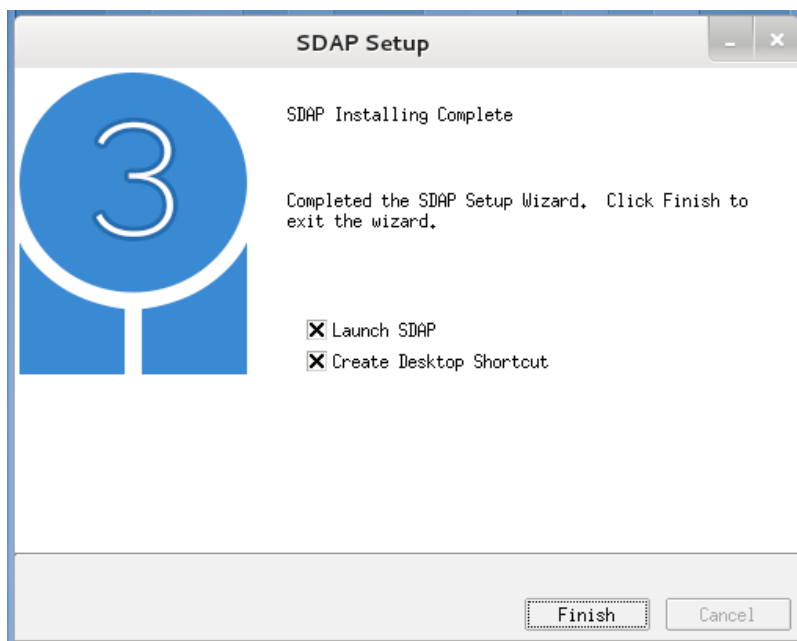 SDAP Setup
3
SDAP Installing Complete
Completed the SDAP Setup Wizard.  Click Finish to
exit the wizard.
Launch SDAP
Create Desktop Shortcut
Finish
Cancel